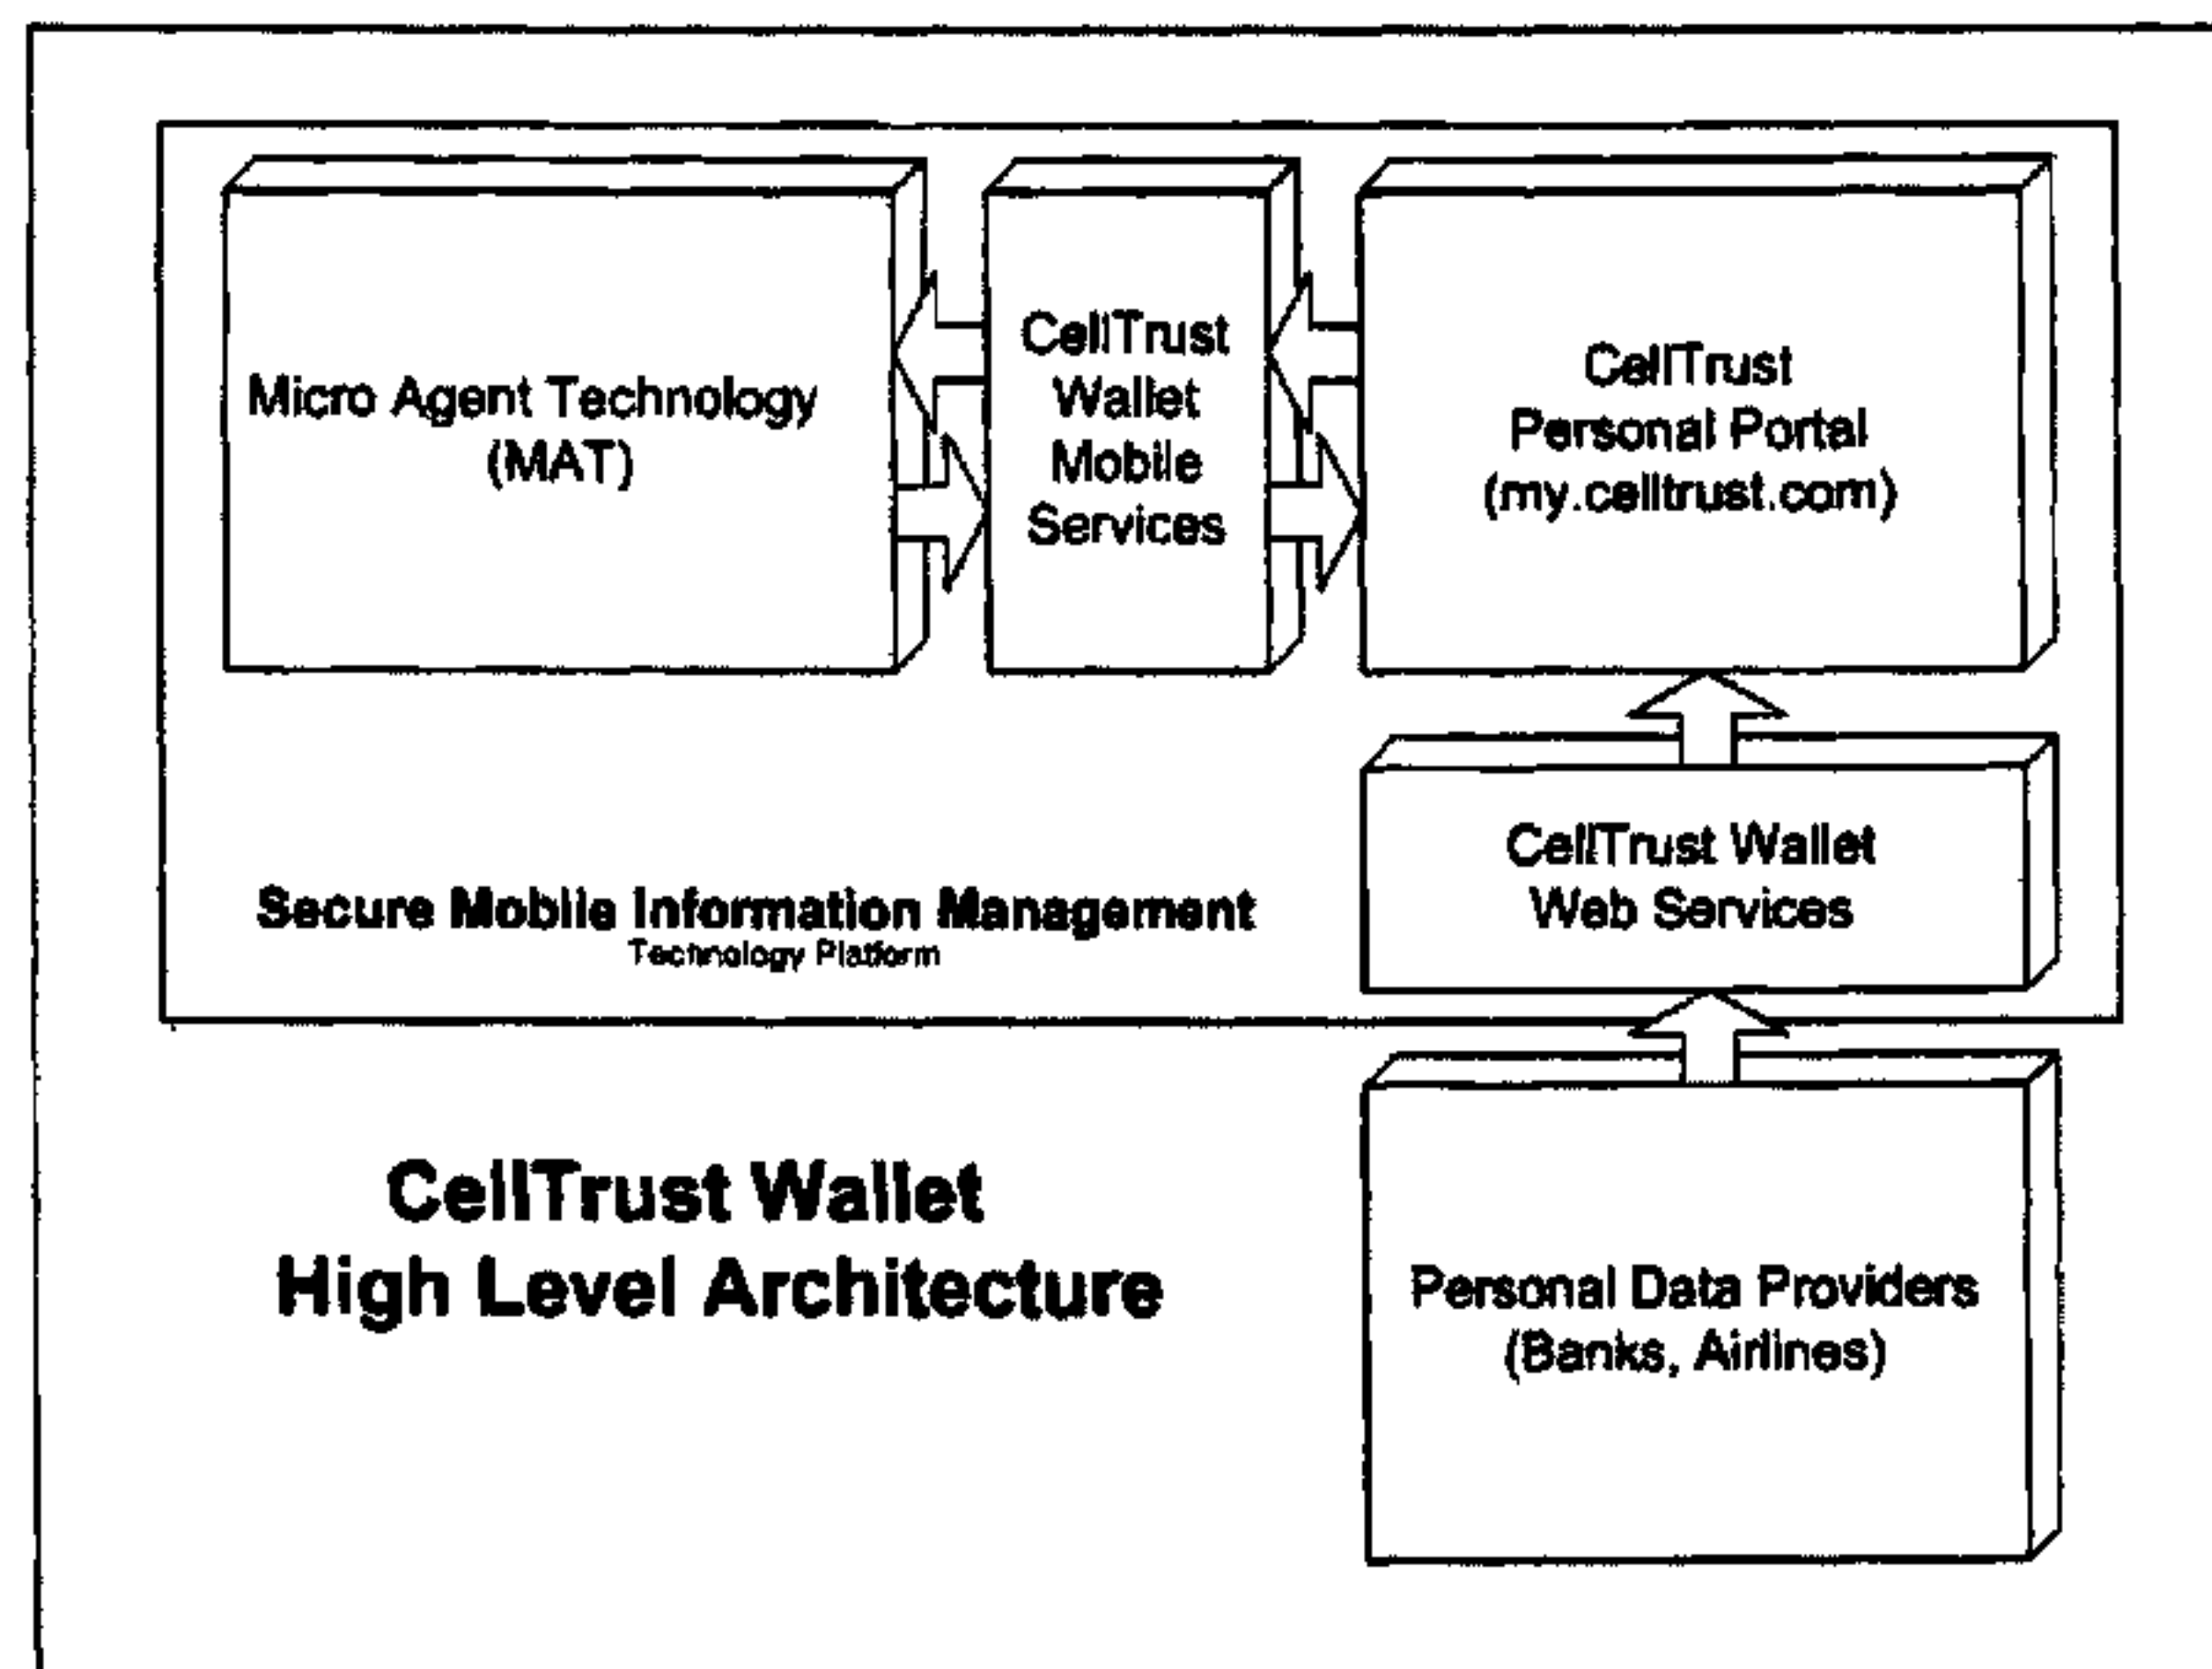 Micro Agent Technology
(MAT)
CellTrust
Wallet
Mobile
Services
CellTrust
Personal Portal
(my.celltrust.com)
CellTrust Wallet
Web Services
Secure Mobile Information Management
Technology Platform
CellTrust Wallet
High Level Architecture
Personal Data Providers
(Banks, Airlines)